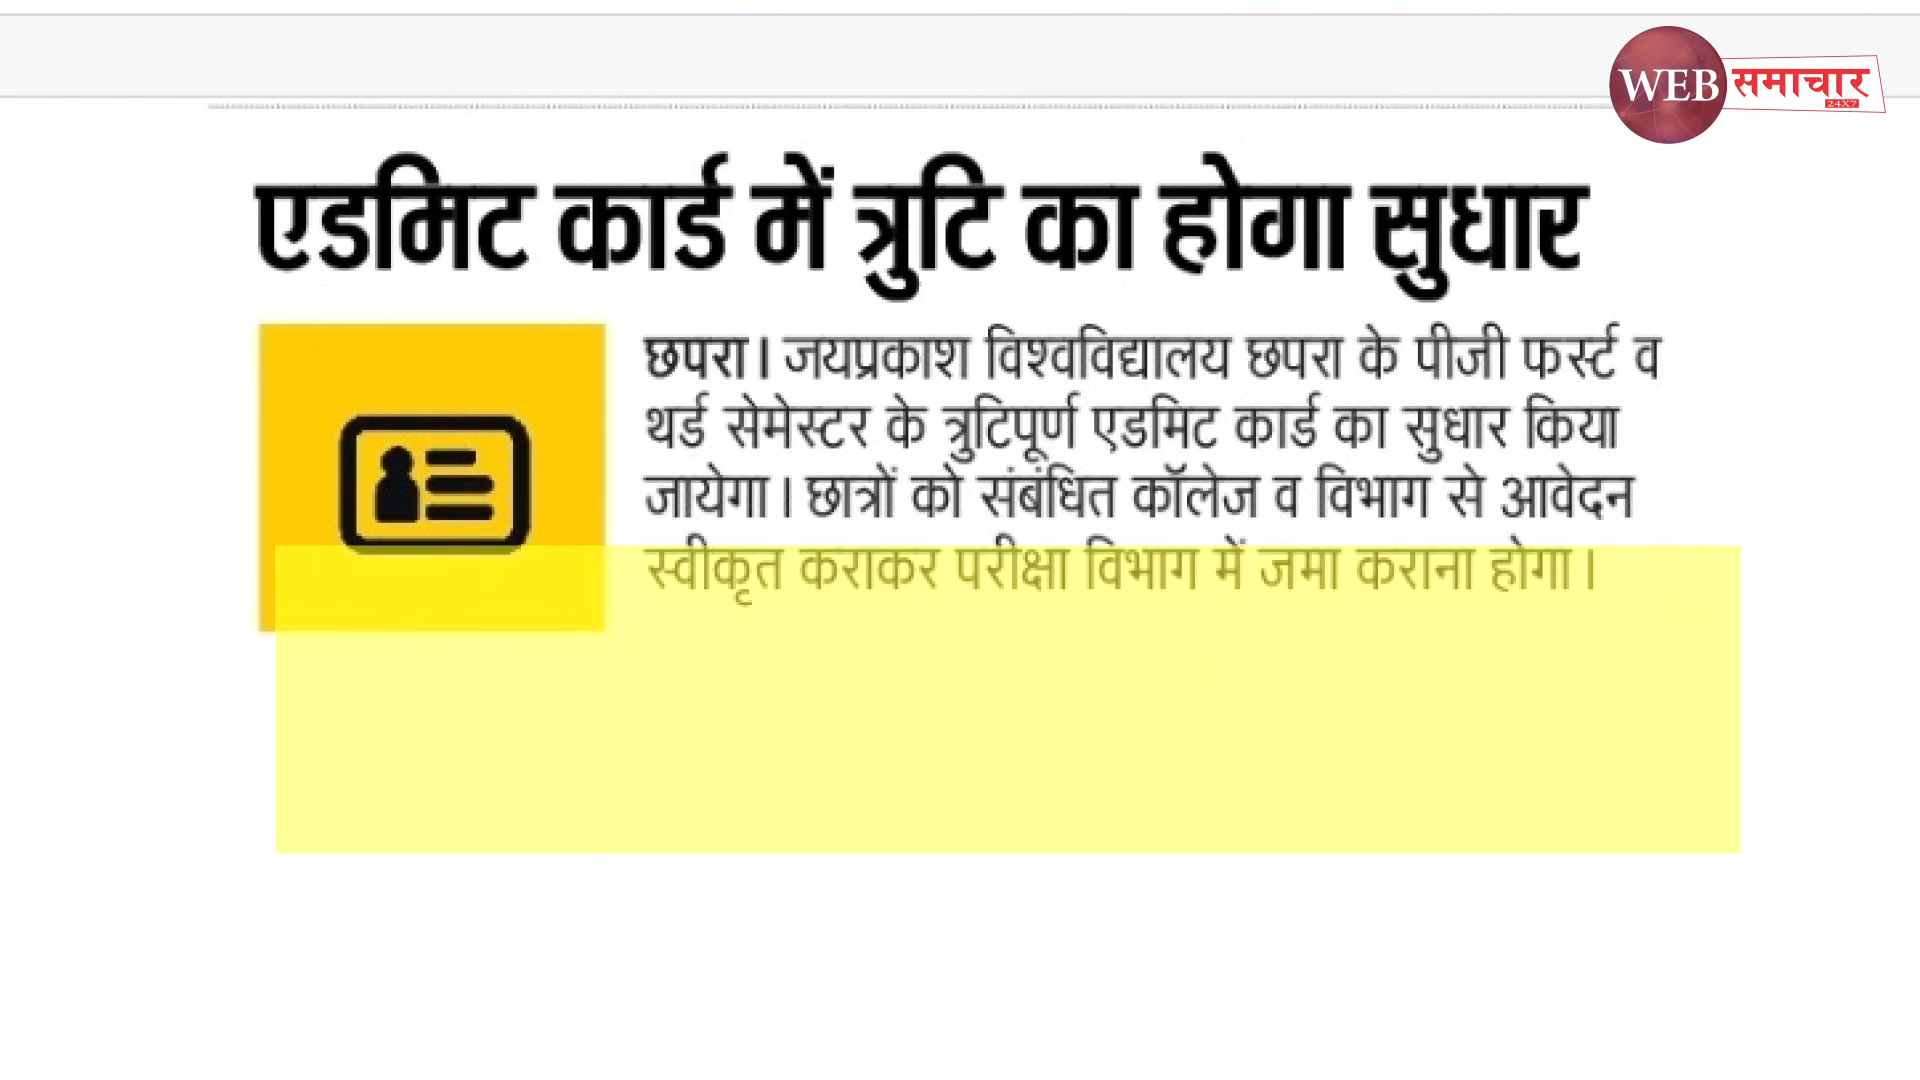 WEB समाचार
24X7
एडमिट कार्ड में त्रुटि का होगा सुधार
छपरा। जयप्रकाश विश्वविद्यालय छपरा के पीजी फर्स्ट व
थर्ड सेमेस्टर के त्रुटिपूर्ण एडमिट कार्ड का सुधार किया
जायेगा। छात्रों को संबंधित कॉलेज व विभाग से आवेदन
स्वीकृत कराकर परीक्षा विभाग में जमा कराना होगा।